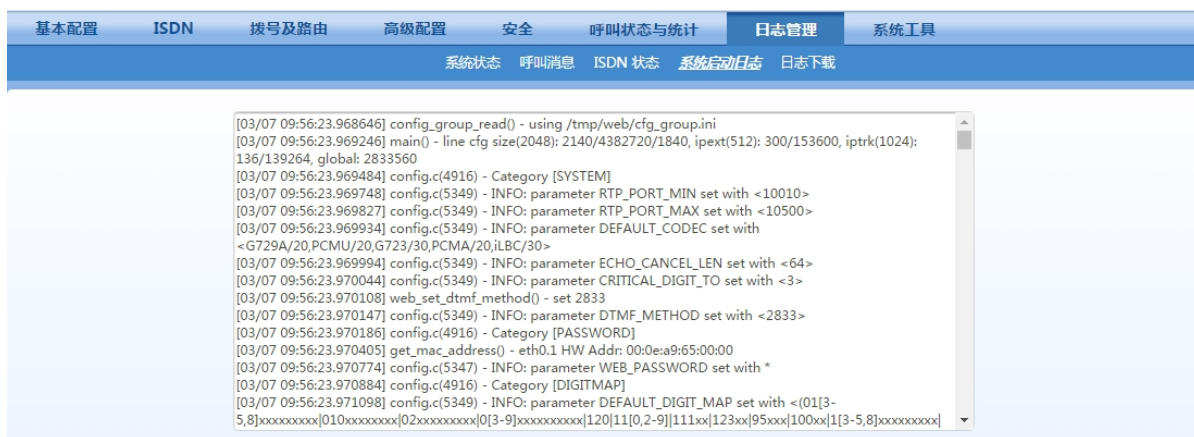 基本配置 ISDN 拨号及路由 高级配置 安全 呼叫状态与统计 日志管理 系统工具
系统状态 呼叫消息 ISDN 状态 系统启动日志 日志下载
[03/07 09:56:23.968646] config_group_read() - using /tmp/web/cfg_group.ini
[03/07 09:56:23.969246] main() - line cfg size(2048): 2140/4382720/1840, ipext(512): 300/153600, iptrk(1024):
136/139264, global: 2833560
[03/07 09:56:23.969484] config.c(4916) - Category [SYSTEM]
[03/07 09:56:23.969748] config.c(5349) - INFO: parameter RTP_PORT_MIN set with <10010>
[03/07 09:56:23.969827] config.c(5349) - INFO: parameter RTP_PORT_MAX set with <10500>
[03/07 09:56:23.969934] config.c(5349) - INFO: parameter DEFAULT_CODEC set with
<G729A/20,PCMU/20,G723/30,PCMA/20,iLBC/30>
[03/07 09:56:23.969994] config.c(5349) - INFO: parameter ECHO_CANCEL_LEN set with <64>
[03/07 09:56:23.970044] config.c(5349) - INFO: parameter CRITICAL_DIGIT_TO set with <3>
[03/07 09:56:23.970108] web_set_dtmf_method() - set 2833
[03/07 09:56:23.970147] config.c(5349) - INFO: parameter DTMF_METHOD set with <2833>
[03/07 09:56:23.970186] config.c(4916) - Category [PASSWORD]
[03/07 09:56:23.970405] get_mac_address() - eth0.1 HW Addr: 00:0e:a9:65:00:00
[03/07 09:56:23.970774] config.c(5347) - INFO: parameter WEB_PASSWORD set with *
[03/07 09:56:23.970884] config.c(4916) - Category [DIGITMAP]
[03/07 09:56:23.971098] config.c(5349) - INFO: parameter DEFAULT_DIGIT_MAP set with <(01[3-
5,8]xxxxxxxxx|010xxxxxxxx|02xxxxxxxxx|0[3-9]xxxxxxxxxx|120|11[0,2-9]|111xx|123xx|95xxx|100xx|1[3-5,8]xxxxxxxxx|